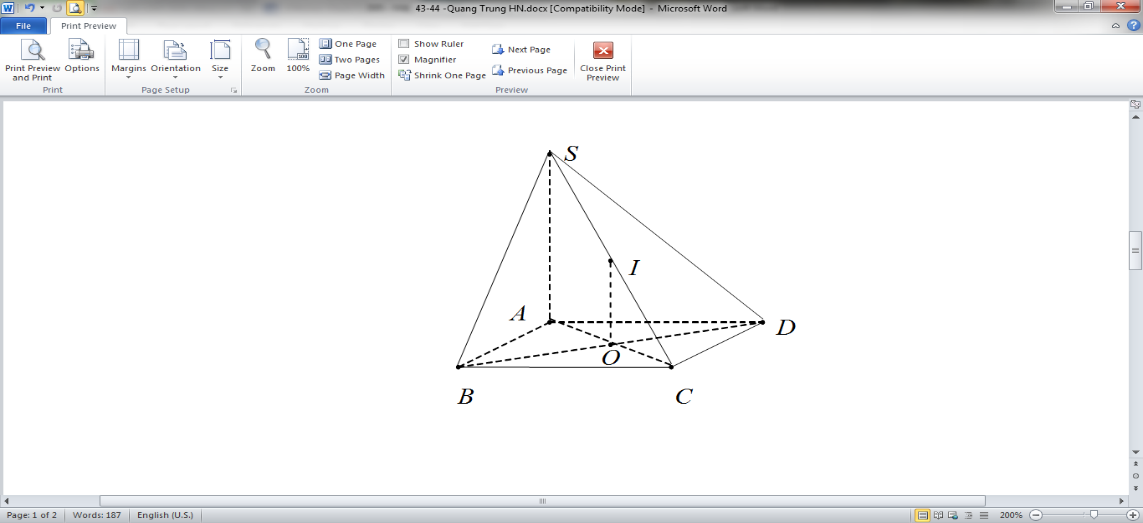 43-44 -Quang Trung HN.docx [Compatibility Mode] - Microsoft Word
File Print Preview
Print Preview and Print
Options
Margins
Orientation
Size
Zoom
100%
One Page
Two Pages
Page Width
Show Ruler
Magnifier
Shrink One Page
Next Page
Previous Page
Close Print Preview
Print
Page Setup
Zoom
Preview
S
I
A
D
O
B
C
Page: 1 of 2 Words: 187 English (U.S.) 200%